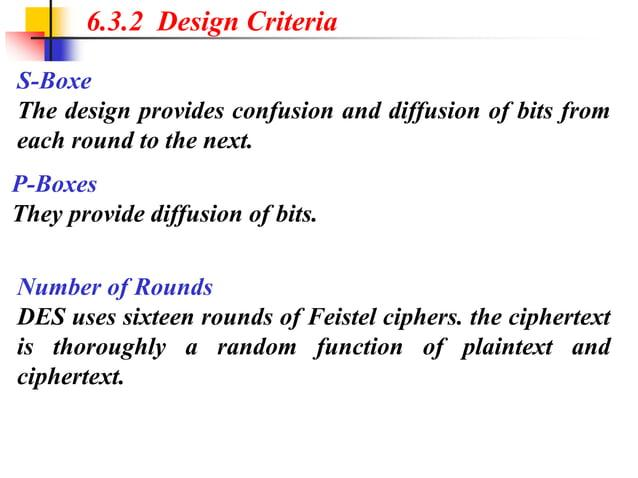 6.3.2 Design Criteria
S-Boxe
The design provides confusion and diffusion of bits from
each round to the next.
P-Boxes
They provide diffusion of bits.
Number of Rounds
DES uses sixteen rounds of Feistel ciphers. the ciphertext
is thoroughly a random function of plaintext and
ciphertext.